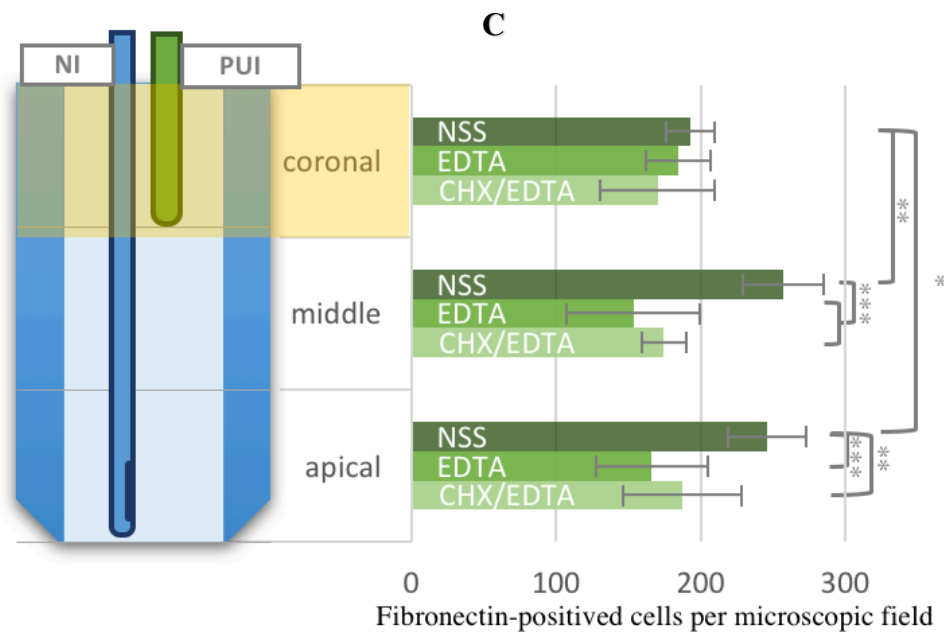 C
NI
PUI
coronal
NSS
EDTA
CHX/EDTA
**
*
middle
NSS
EDTA
CHX/EDTA
***
apical
NSS
EDTA
CHX/EDTA
***
**
0 100 200 300
Fibronectin-positived cells per microscopic field